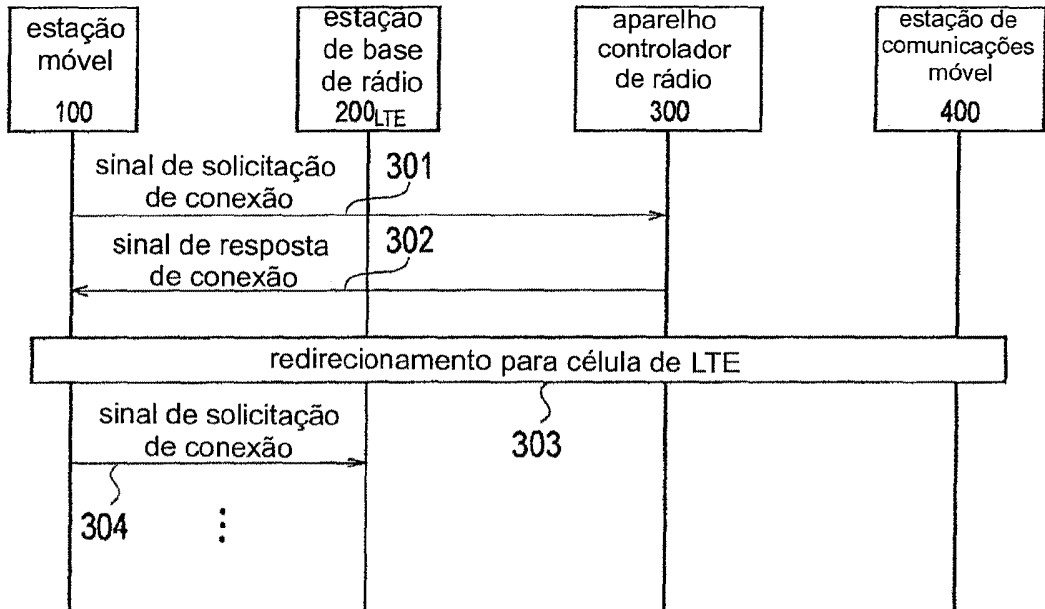 estação
móvel
100
estação
de base
de rádio
200LTE
aparelho
controlador
de rádio
300
estação de
comunicações
móvel
400
sinal de solicitação
de conexão
301
sinal de resposta
de conexão
302
redirecionamento para célula de LTE
303
sinal de solicitação
de conexão
304